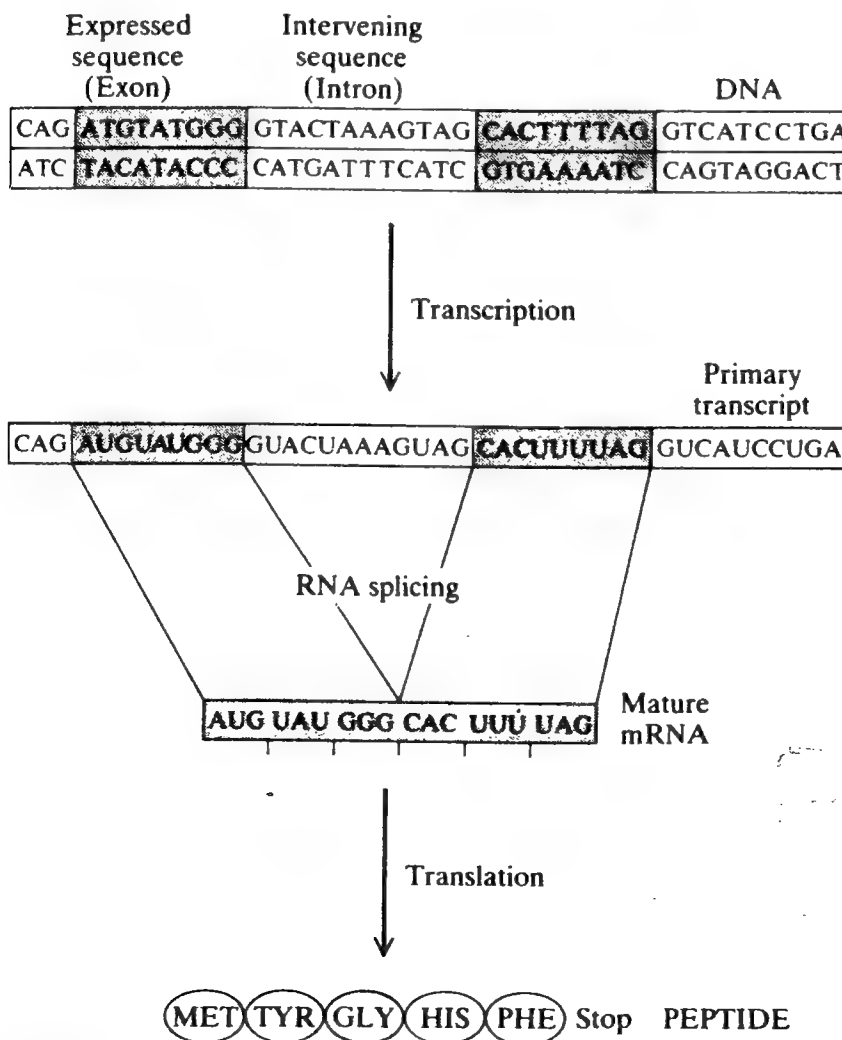 Expressed
sequence
(Exon)
Intervening
sequence
(Intron)
DNA
CAG ATGTATGGG GTACTAAAGTAG CACTTTTAG GTCATCCTGA
ATC TACATACCC CATGATTTCATC GTGAAAATC CAGTAGGACT
Transcription
Primary
transcript
CAG AUGUAUGGG GUACUAAAGUAG CACUUUUAG GUCAUCCUGA
RNA splicing
AUG UAU GGG CAC UUU UAG
Mature
mRNA
Translation
MET TYR GLY HIS PHE Stop PEPTIDE